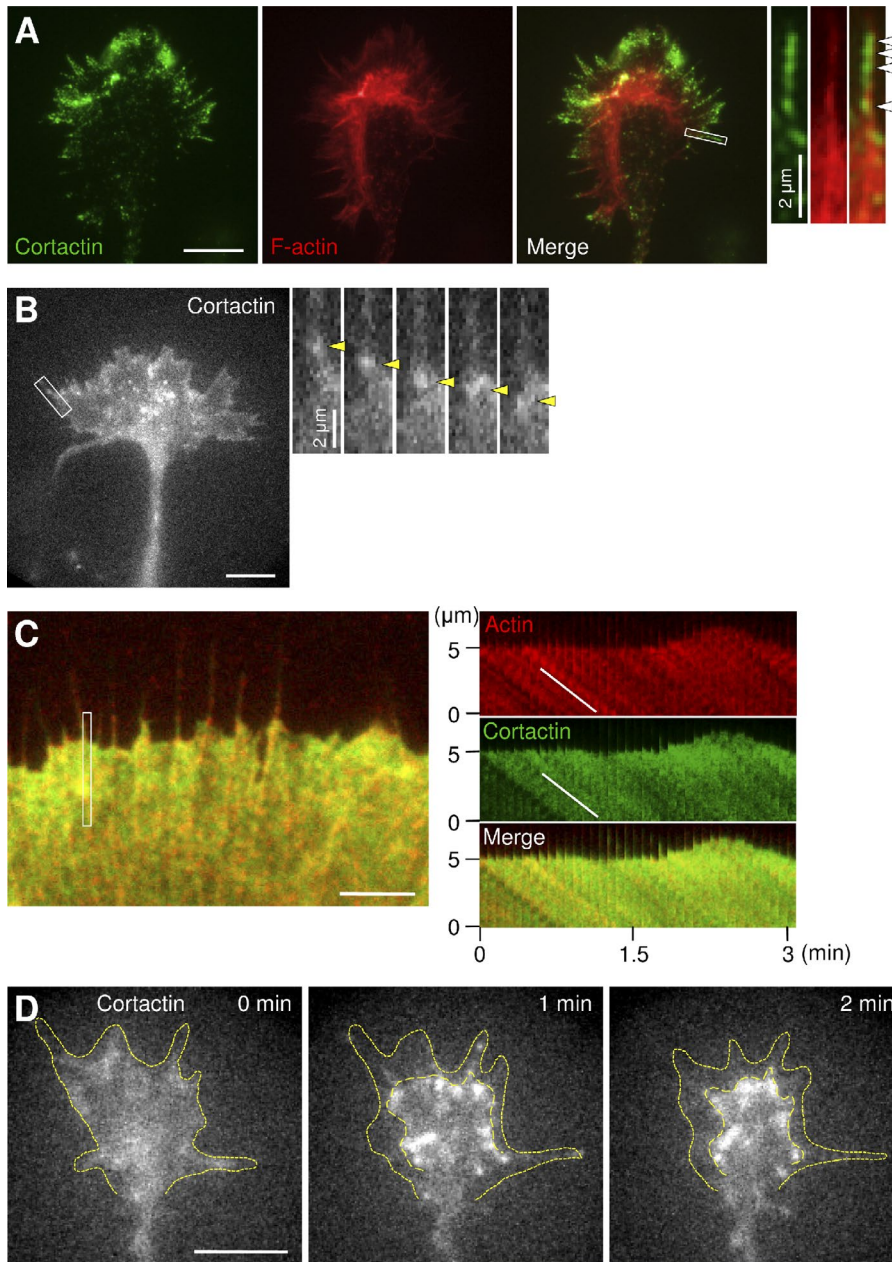 A
Cortactin
F-actin
Merge
2 μm
B
Cortactin
2 μm
C
(μm)
Actin
5
0
Cortactin
5
0
Merge
5
0
0 1.5 3 (min)
D
Cortactin 0 min
1 min
2 min